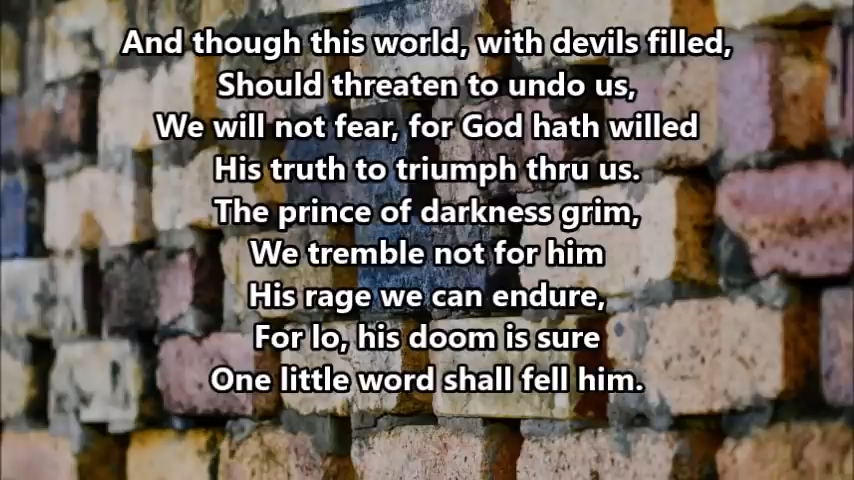 And though this world, with devils filled,
Should threaten to undo us,
We will not fear, for God hath willed
His truth to triumph thru us.
The prince of darkness grim,
We tremble not for him
His rage we can endure,
For lo, his doom is sure
One little word shall fell him.